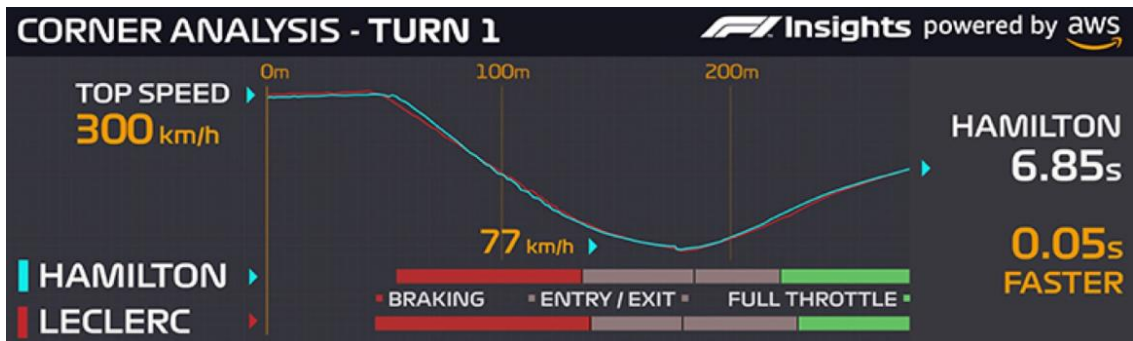 CORNER ANALYSIS - TURN 1
F1 Insights powered by aws
0m 100m 200m
TOP SPEED
300 km/h
HAMILTON
6.85s
77 km/h
0.05s
FASTER
HAMILTON
BRAKING ENTRY / EXIT FULL THROTTLE
LECLERC